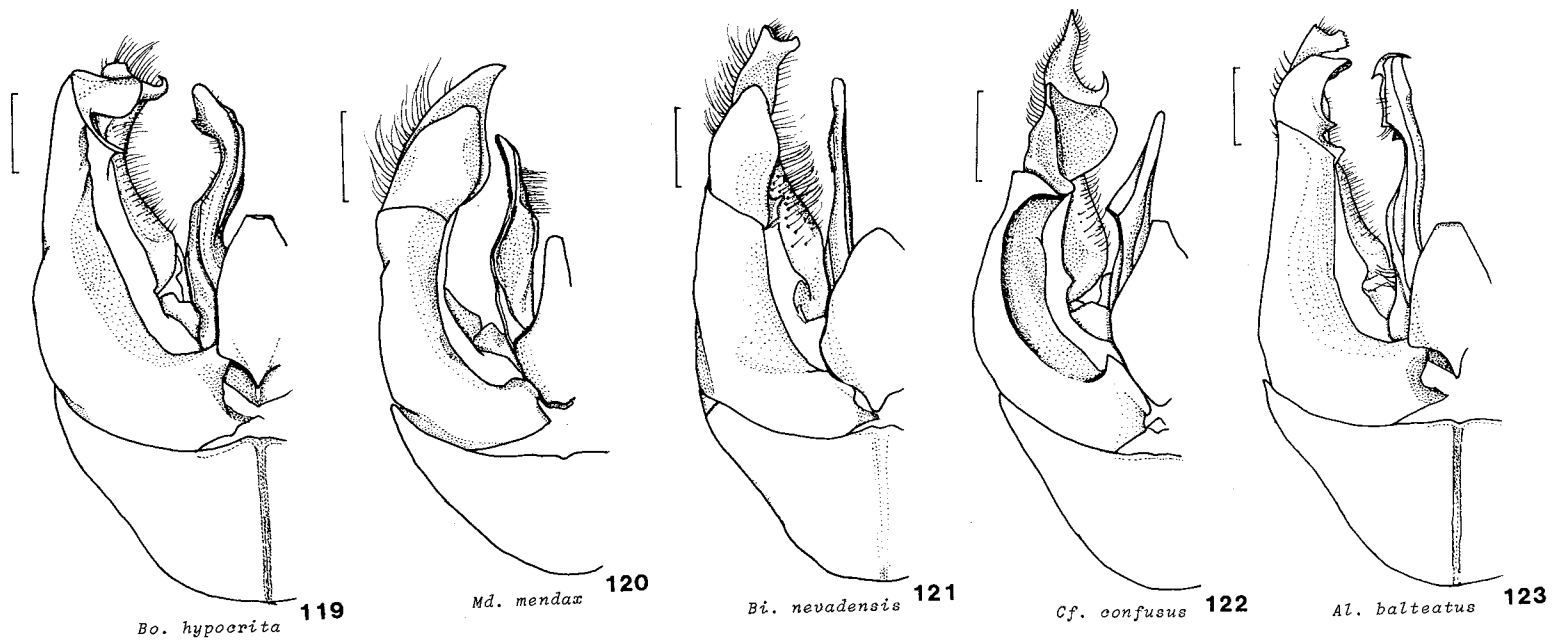 Bo. hypocrita 119
Md. mendax 120
Bi. nevadensis 121
Cf. confusus 122
Al. balteatus 123